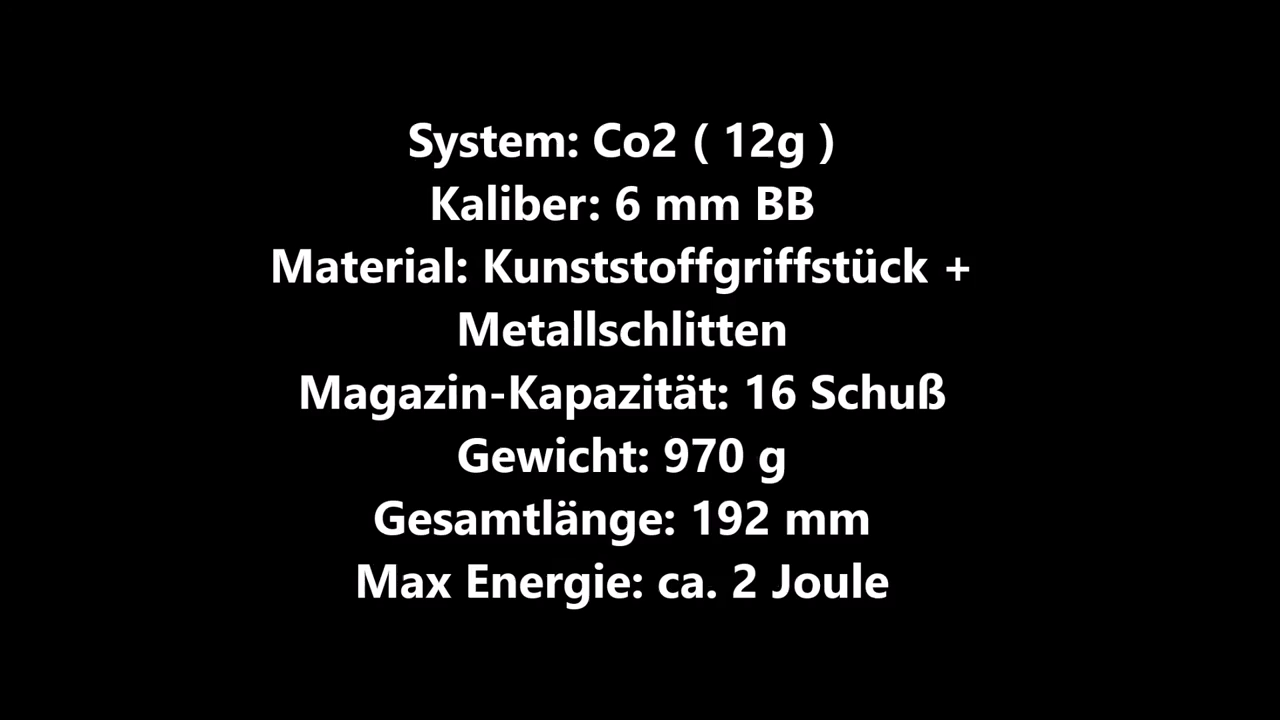 System: Co2 ( 12g )
Kaliber: 6 mm BB
Material: Kunststoffgriffstück +
Metallschlitten
Magazin-Kapazität: 16 Schuß
Gewicht: 970 g
Gesamtlänge: 192 mm
Max Energie: ca. 2 Joule